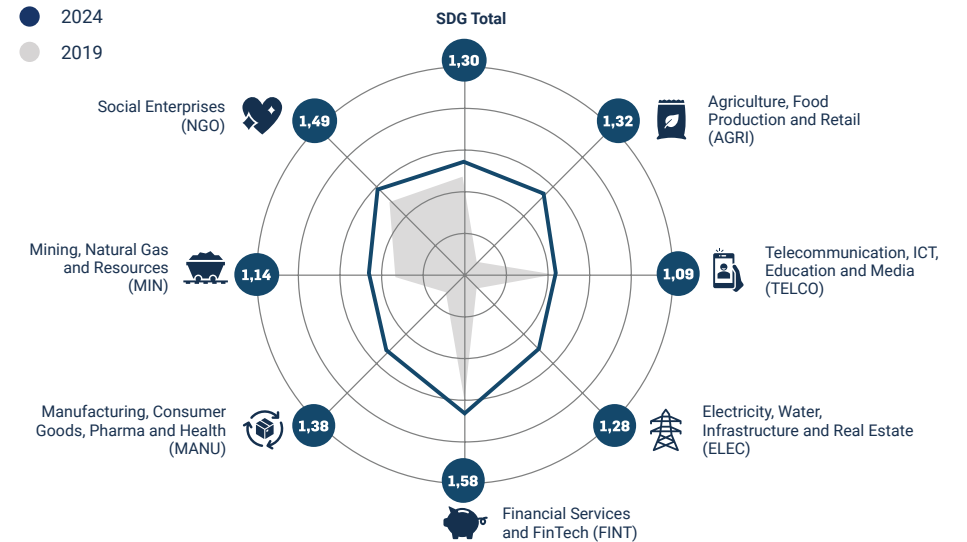 2024
2019
SDG Total
1,30
Social Enterprises
(NGO)
1,49
1,32
Agriculture, Food
Production and Retail
(AGRI)
Mining, Natural Gas
and Resources
(MIN)
1,14
1,09
Telecommunication, ICT,
Education and Media
(TELCO)
Manufacturing, Consumer
Goods, Pharma and Health
(MANU)
1,38
1,28
Electricity, Water,
Infrastructure and Real Estate
(ELEC)
1,58
Financial Services
and FinTech (FINT)